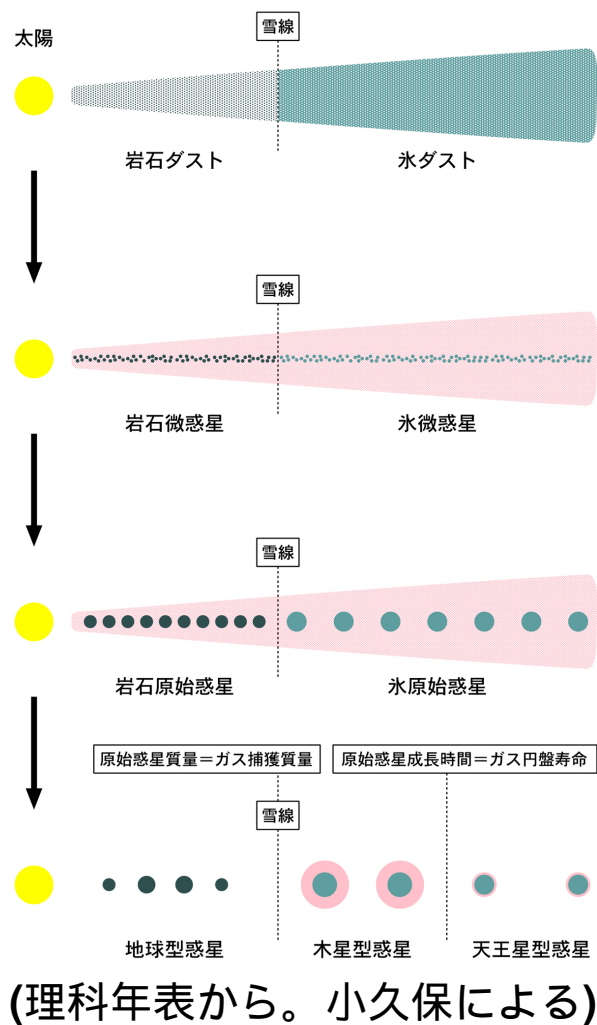 太陽
雪線
岩石ダスト
氷ダスト
雪線
岩石微惑星
氷微惑星
雪線
岩石原始惑星
氷原始惑星
原始惑星質量=ガス捕獲質量
原始惑星成長時間=ガス円盤寿命
雪線
地球型惑星
木星型惑星
天王星型惑星
(理科年表から。小久保による)